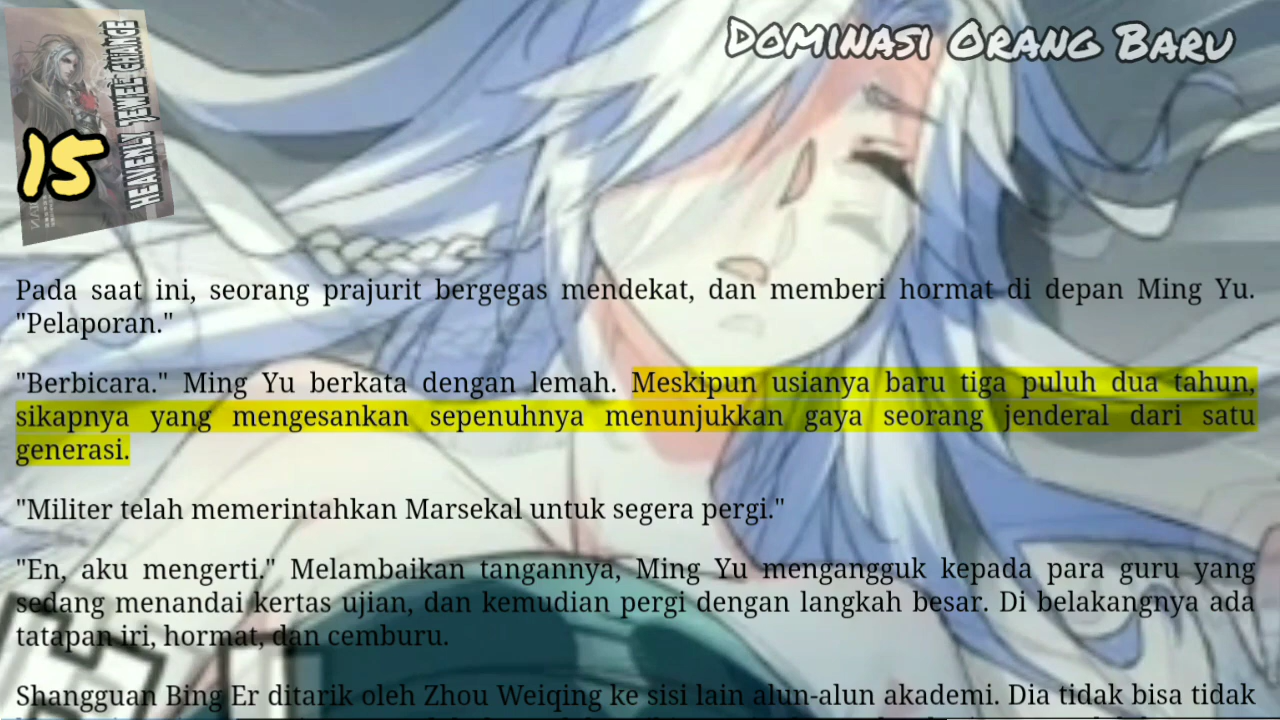 Dominasi Orang Baru
15
HEAVENLY JEWEL CHANGE
Pada saat ini, seorang prajurit bergegas mendekat, dan memberi hormat di depan Ming Yu.
"Pelaporan."
"Berbicara." Ming Yu berkata dengan lemah. Meskipun usianya baru tiga puluh dua tahun,
sikapnya yang mengesankan sepenuhnya menunjukkan gaya seorang jenderal dari satu
generasi.
"Militer telah memerintahkan Marsekal untuk segera pergi."
"En, aku mengerti." Melambaikan tangannya, Ming Yu mengangguk kepada para guru yang
sedang menandai kertas ujian, dan kemudian pergi dengan langkah besar. Di belakangnya ada
tatapan iri, hormat, dan cemburu.
Shangguan Bing Er ditarik oleh Zhou Weiqing ke sisi lain alun-alun akademi. Dia tidak bisa tidak